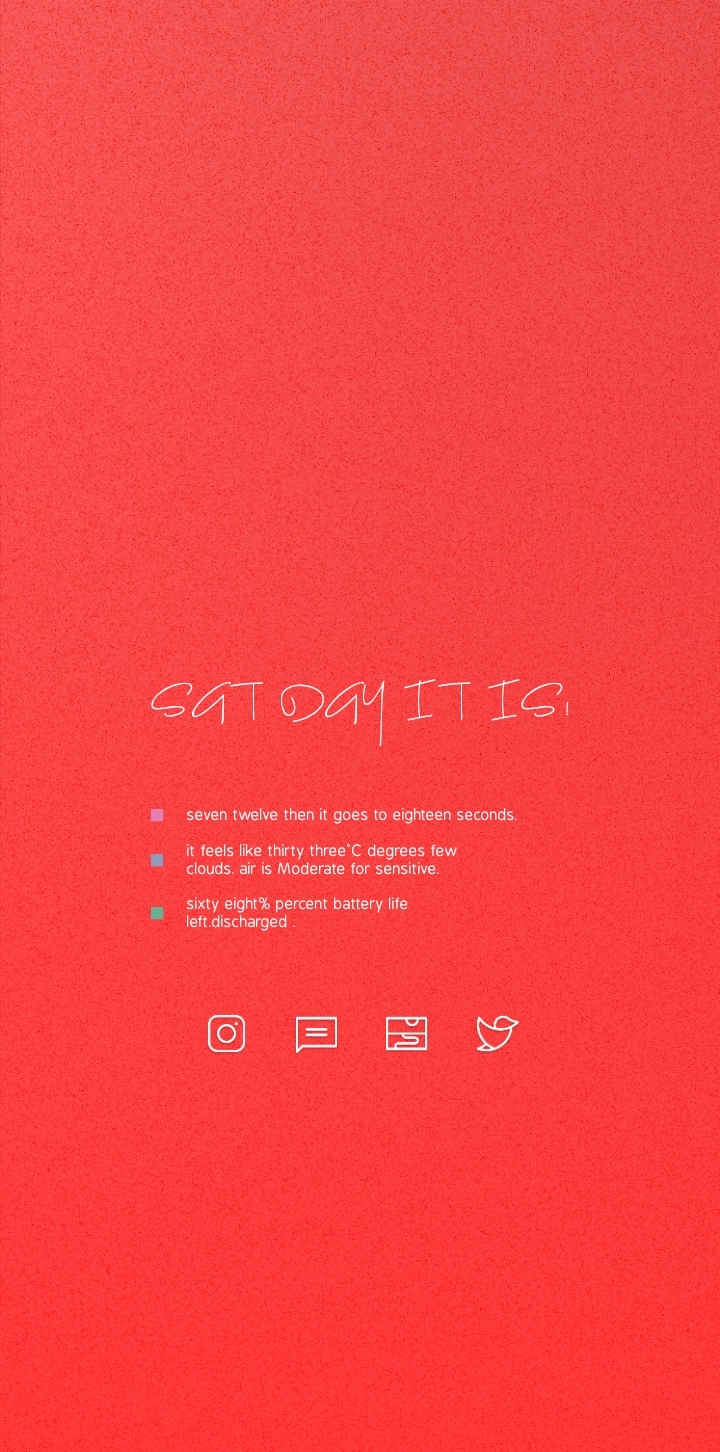 SAT DAY IT IS!
seven twelve then it goes to eighteen seconds.
it feels like thirty three°C degrees few
clouds. air is Moderate for sensitive.
sixty eight% percent battery life
left.discharged .